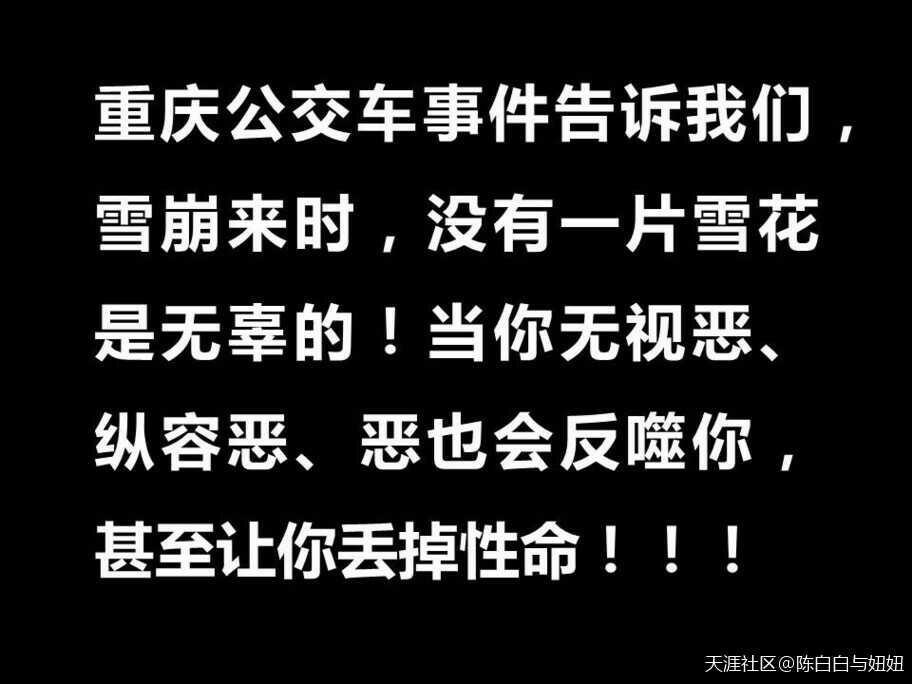 重庆公交车事件告诉我们，
雪崩来时，没有一片雪花
是无辜的！当你无视恶、
纵容恶、恶也会反噬你，
甚至让你丢掉性命！！！
天涯社区@陈白白与妞妞